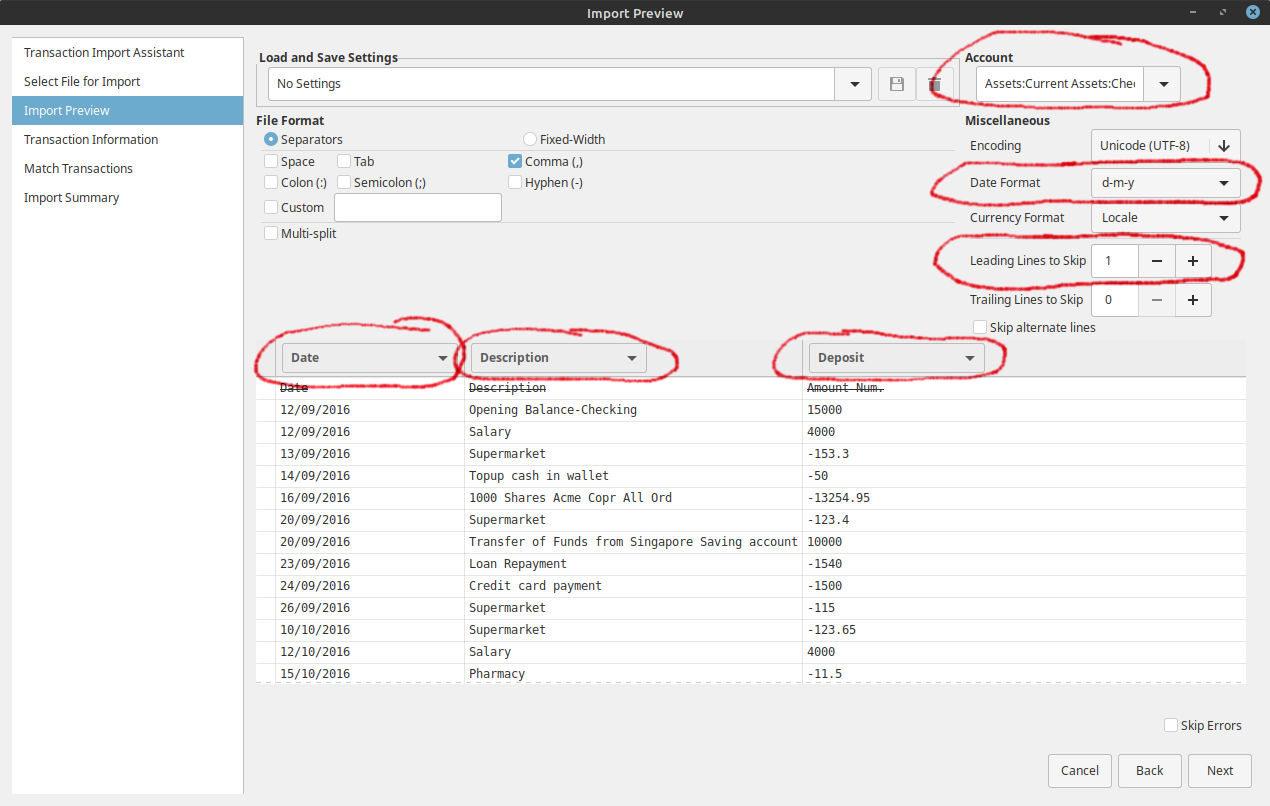 Import Preview
Transaction Import Assistant
Select File for Import
Import Preview
Transaction Information
Match Transactions
Import Summary
Load and Save Settings
No Settings
Account
Assets:Current Assets:Che
File Format
Separators
Fixed-Width
Space
Tab
Comma (,)
Colon (:)
Semicolon (;)
Hyphen (-)
Custom
Multi-split
Miscellaneous
Encoding
Unicode (UTF-8)
Date Format
d-m-y
Currency Format
Locale
Leading Lines to Skip
1
Trailing Lines to Skip
0
Skip alternate lines
Date Description Deposit
Date Description Amount Num.
12/09/2016 Opening Balance-Checking 15000
12/09/2016 Salary 4000
13/09/2016 Supermarket -153.3
14/09/2016 Topup cash in wallet -50
16/09/2016 1000 Shares Acme Copr All Ord -13254.95
20/09/2016 Supermarket -123.4
20/09/2016 Transfer of Funds from Singapore Saving account 10000
23/09/2016 Loan Repayment -1540
24/09/2016 Credit card payment -1500
26/09/2016 Supermarket -115
10/10/2016 Supermarket -123.65
12/10/2016 Salary 4000
15/10/2016 Pharmacy -11.5
Skip Errors
Cancel
Back
Next